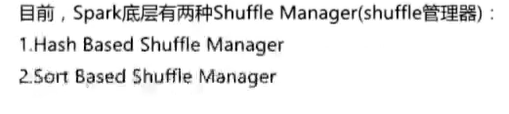 目前，Spark底层有两种Shuffle Manager(shuffle管理器)：
1.Hash Based Shuffle Manager
2.Sort Based Shuffle Manager